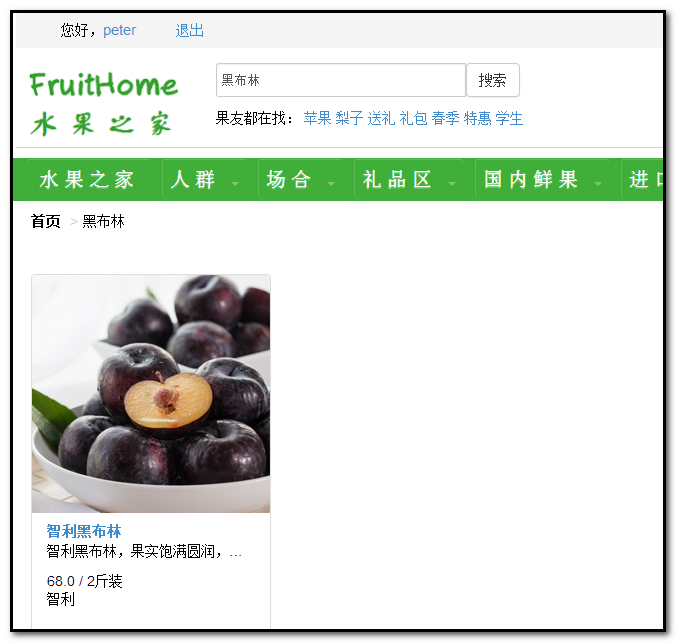 您好，peter 退出
FruitHome
水果之家
黑布林 搜索
果友都在找： 苹果 梨子 送礼 礼包 春季 特惠 学生
水果之家 人群 场合 礼品区 国内鲜果 进
首页 > 黑布林
智利黑布林
智利黑布林，果实饱满圆润，...
68.0 / 2斤装
智利